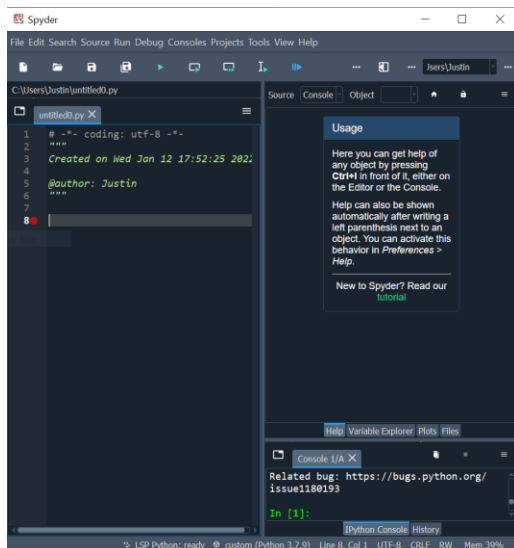 Spyder
File Edit Search Source Run Debug Consoles Projects Tools View Help
Jsers\Justin
C:\Users\Justin\untitled0.py
untitled0.py
1 # -*- coding: utf-8 -*-
2 """
3 Created on Wed Jan 12 17:52:25 2022
4
5 @author: Justin
6 """
7
8
Source Console Object
Usage
Here you can get help of
any object by pressing
Ctrl+I in front of it, either on
the Editor or the Console.
Help can also be shown
automatically after writing a
left parenthesis next to an
object. You can activate this
behavior in Preferences >
Help.
New to Spyder? Read our
tutorial
Help Variable Explorer Plots Files
Console 1/A
Related bug: https://bugs.python.org/
issue1180193
In [1]:
IPython Console History
LSP Python: ready custom (Python 3.7.9) Line 8, Col 1 UTF-8 CRLF RW Mem 39%